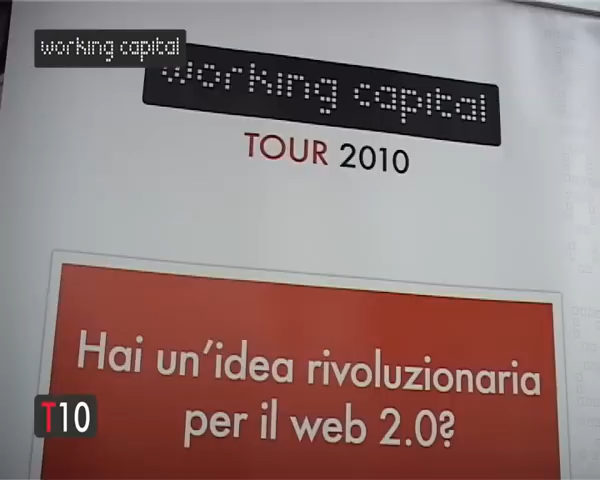 working capital
working capital
TOUR 2010
Hai un'idea rivoluzionaria
per il web 2.0?
T10